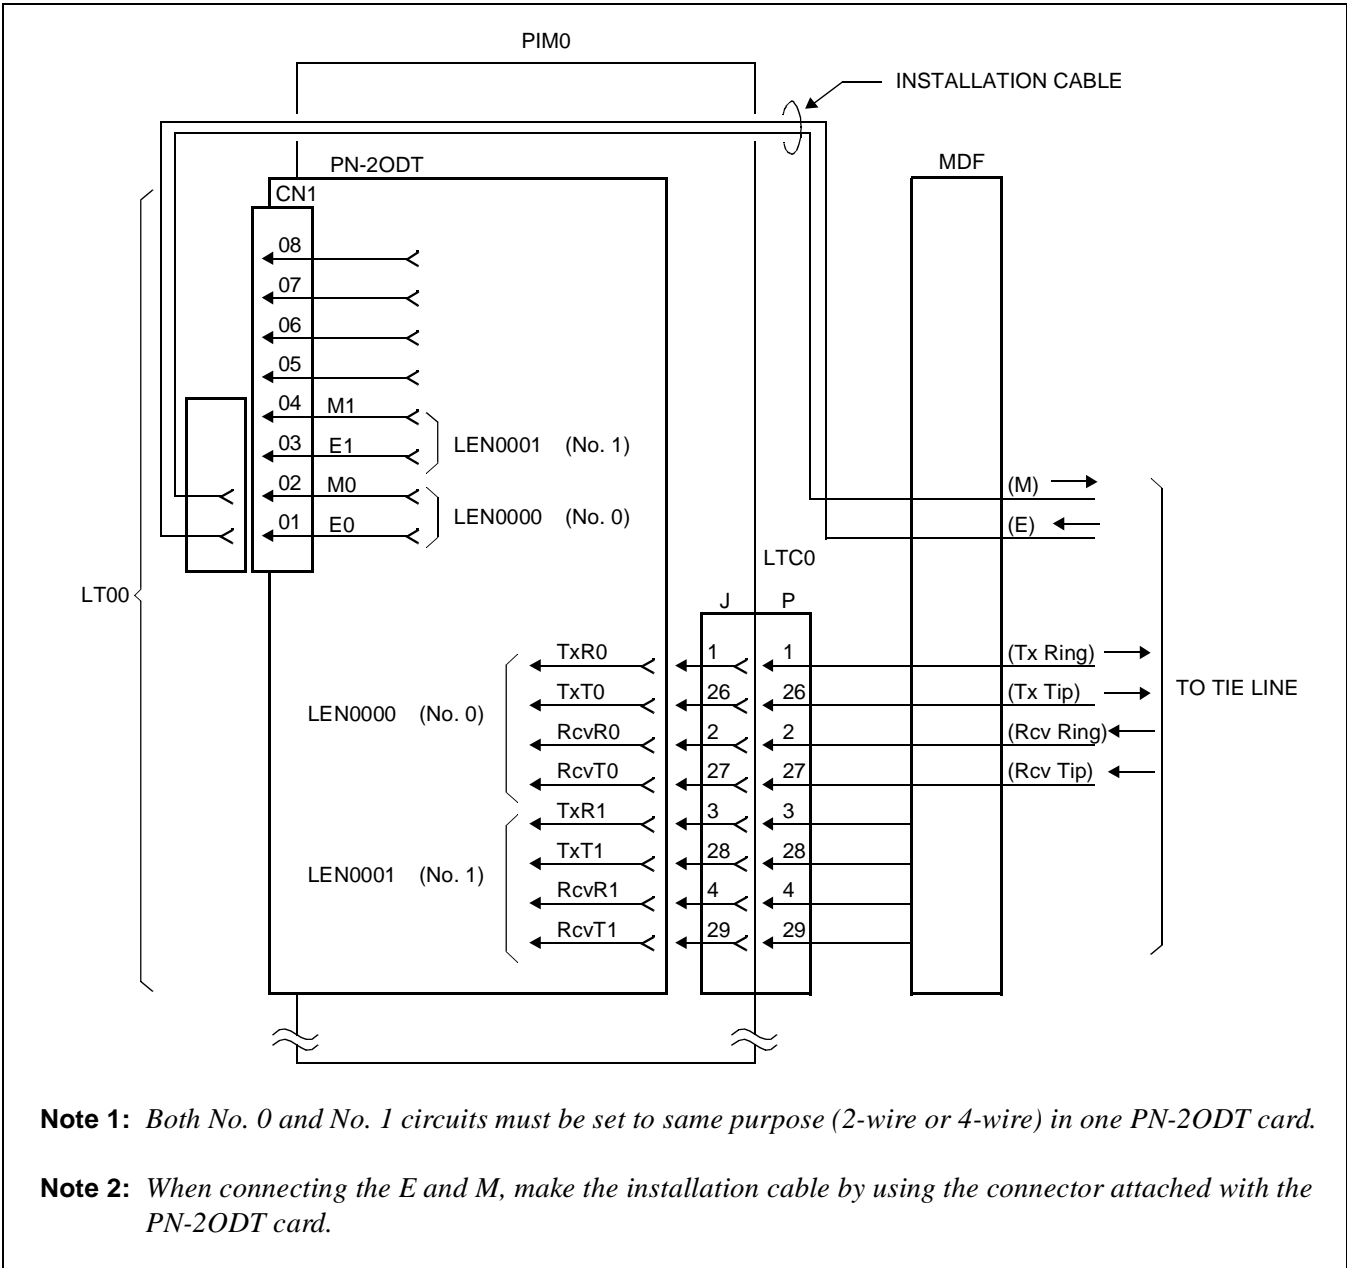 PIM0
INSTALLATION CABLE
PN-2ODT
MDF
CN1
08
07
06
05
04 M1
03 E1
LEN0001 (No. 1)
02 M0
01 E0
LEN0000 (No. 0)
(M)
(E)
LTC0
LT00
J P
TxR0 1 1 (Tx Ring)
TxT0 26 26 (Tx Tip)
TO TIE LINE
LEN0000 (No. 0)
RcvR0 2 2 (Rcv Ring)
RcvT0 27 27 (Rcv Tip)
TxR1 3 3
TxT1 28 28
LEN0001 (No. 1)
RcvR1 4 4
RcvT1 29 29
Note 1: Both No. 0 and No. 1 circuits must be set to same purpose (2-wire or 4-wire) in one PN-2ODT card.
Note 2: When connecting the E and M, make the installation cable by using the connector attached with the
PN-2ODT card.